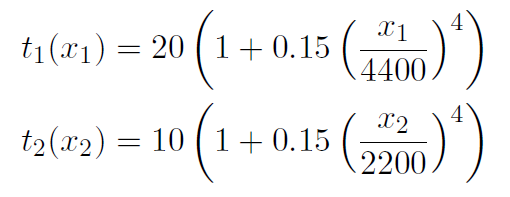 t₁(x₁) = 20 (1 + 0.15 (x₁/4400)⁴)
t₂(x₂) = 10 (1 + 0.15 (x₂/2200)⁴)